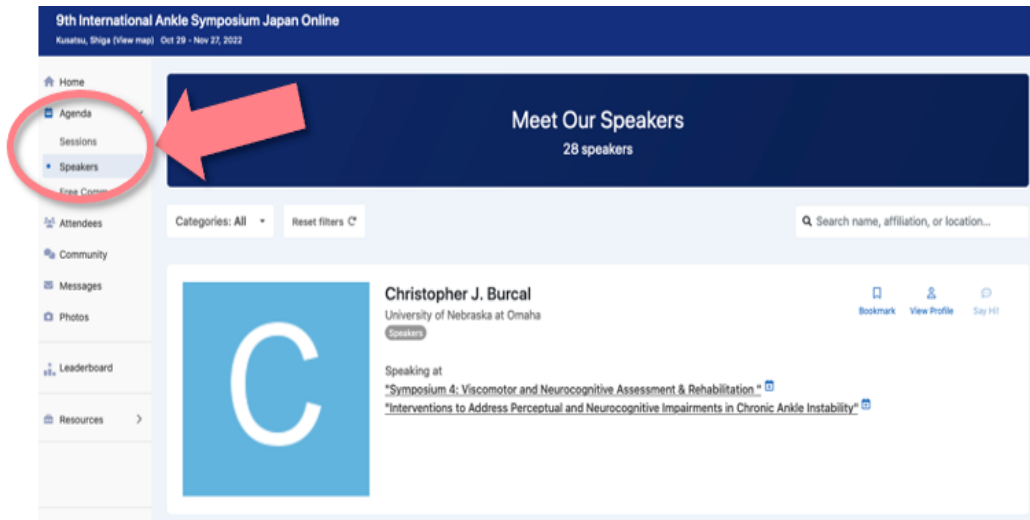 9th International Ankle Symposium Japan Online
Kusatsu, Shiga (View map) Oct 29 - Nov 27, 2022
Home
Agenda
Sessions
Speakers
Free Comm
Attendees
Community
Messages
Photos
Leaderboard
Resources
Meet Our Speakers
28 speakers
Categories: All
Reset filters
Search name, affiliation, or location...
C
Christopher J. Burcal
University of Nebraska at Omaha
Speakers
Bookmark View Profile Say Hi!
Speaking at
"Symposium 4: Viscomotor and Neurocognitive Assessment & Rehabilitation "
"Interventions to Address Perceptual and Neurocognitive Impairments in Chronic Ankle Instability"